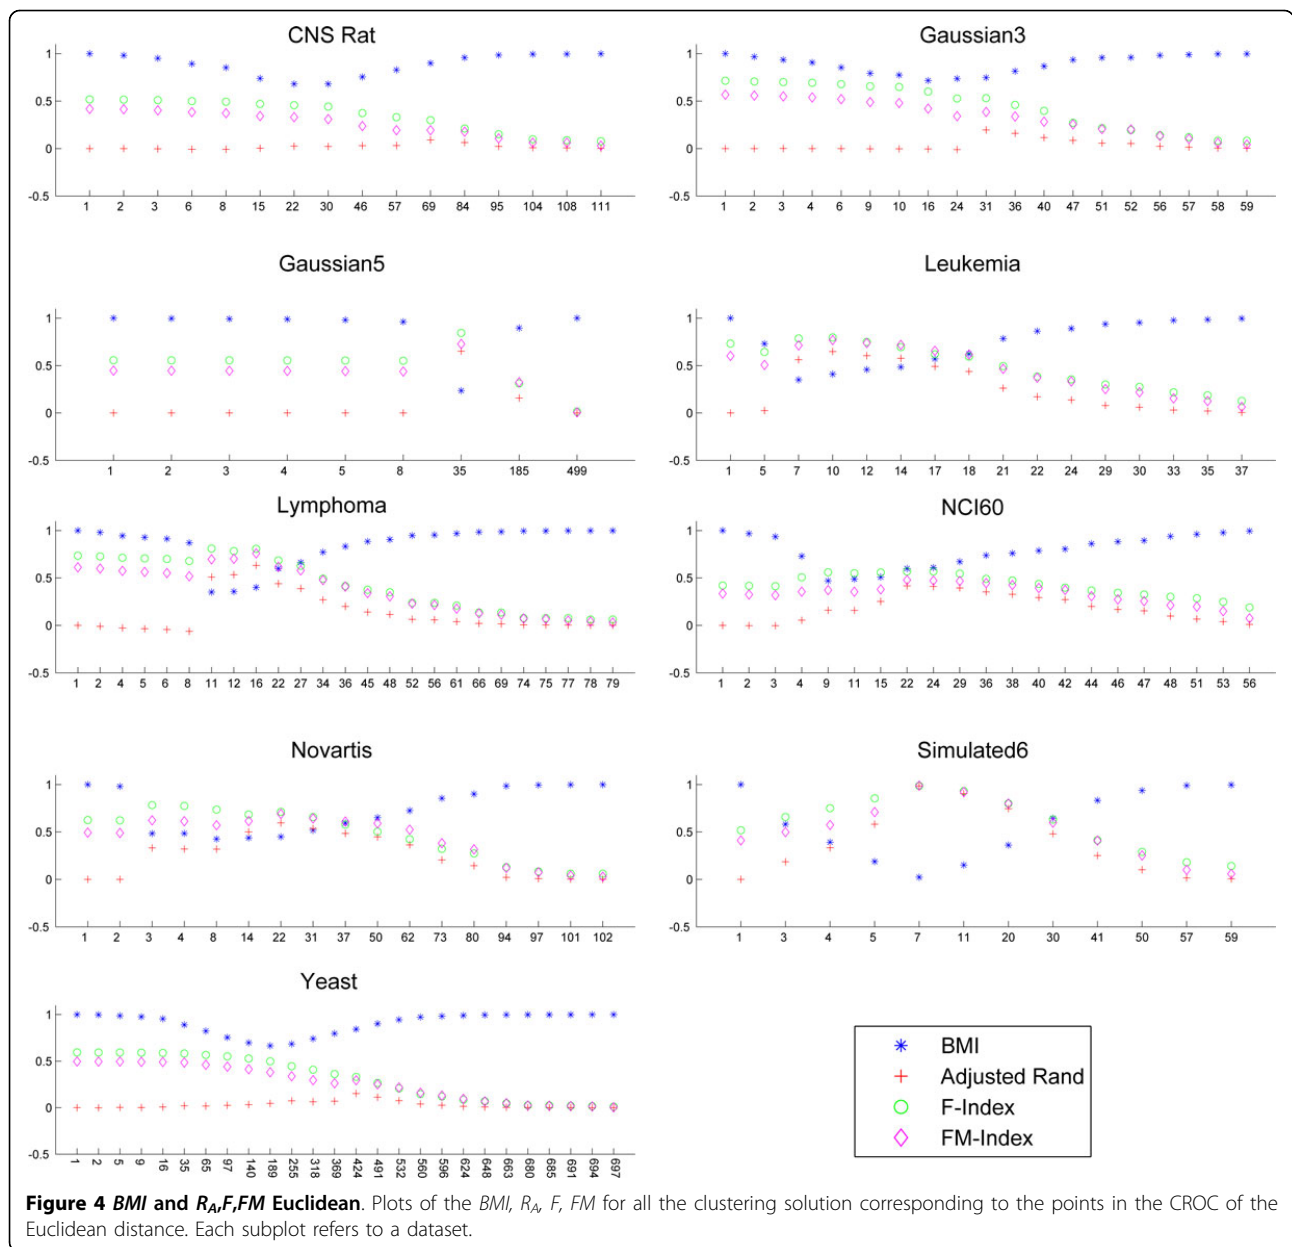 CNS Rat
1
0.5
0
-0.5
1 2 3 6 8 15 22 30 46 57 69 84 95 104 108 111
Gaussian3
1
0.5
0
-0.5
1 2 3 4 6 9 10 16 24 31 36 40 47 51 52 56 57 58 59
Gaussian5
1
0.5
0
-0.5
1 2 3 4 5 8 35 185 499
Leukemia
1
0.5
0
-0.5
1 5 7 10 12 14 17 18 21 22 24 29 30 33 35 37
Lymphoma
1
0.5
0
-0.5
1 2 4 5 6 8 11 12 16 22 27 34 36 45 48 52 56 61 66 69 74 75 77 78 79
NCI60
1
0.5
0
-0.5
1 2 3 4 9 11 15 22 24 29 36 38 40 42 44 46 47 48 51 53 56
Novartis
1
0.5
0
-0.5
1 2 3 4 8 14 22 31 37 50 62 73 80 94 97 101 102
Simulated6
1
0.5
0
-0.5
1 3 4 5 7 11 20 30 41 50 57 59
Yeast
1
0.5
0
-0.5
1 2 5 9 16 35 65 97 140 189 255 318 369 424 491 532 560 596 624 648 663 680 685 691 694 697
BMI
Adjusted Rand
F-Index
FM-Index
Figure 4 BMI and R_A,F,FM Euclidean. Plots of the BMI, R_A, F, FM for all the clustering solution corresponding to the points in the CROC of the
Euclidean distance. Each subplot refers to a dataset.